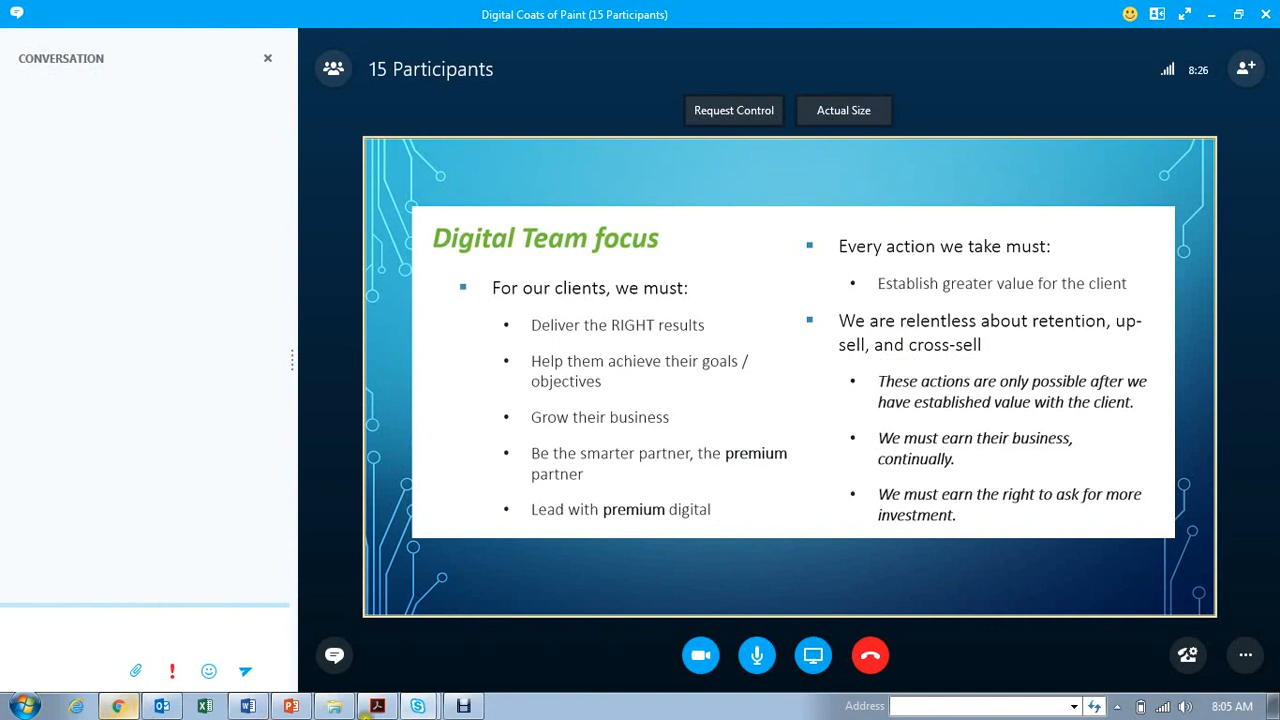 Digital Coats of Paint (15 Participants)
CONVERSATION
15 Participants
8:26
Request Control
Actual Size
Digital Team focus
For our clients, we must:
Deliver the RIGHT results
Help them achieve their goals /
objectives
Grow their business
Be the smarter partner, the premium
partner
Lead with premium digital
Every action we take must:
Establish greater value for the client
We are relentless about retention, up-
sell, and cross-sell
These actions are only possible after we
have established value with the client.
We must earn their business,
continually.
We must earn the right to ask for more
investment.
Address
8:05 AM